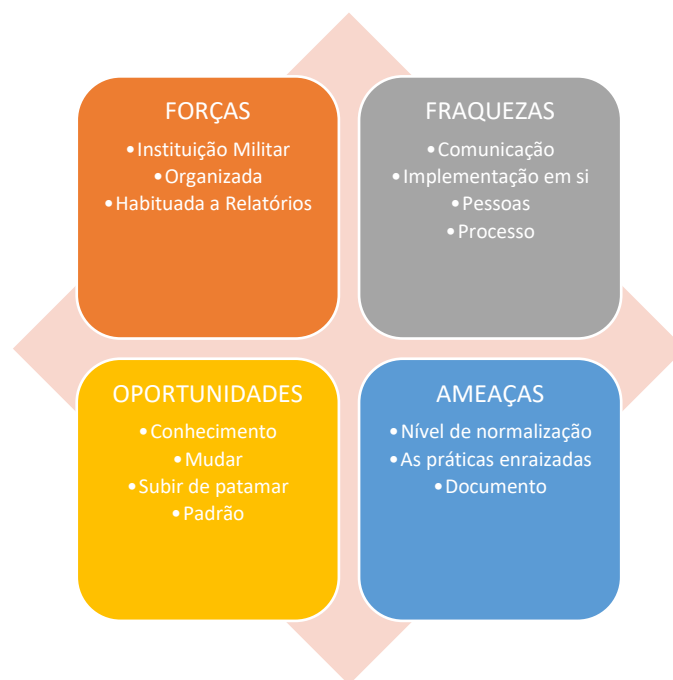 FORÇAS
•Instituição Militar
•Organizada
•Habituada a Relatórios
FRAQUEZAS
•Comunicação
•Implementação em si
•Pessoas
•Processo
OPORTUNIDADES
•Conhecimento
•Mudar
•Subir de patamar
•Padrão
AMEAÇAS
•Nível de normalização
•As práticas enraizadas
•Documento